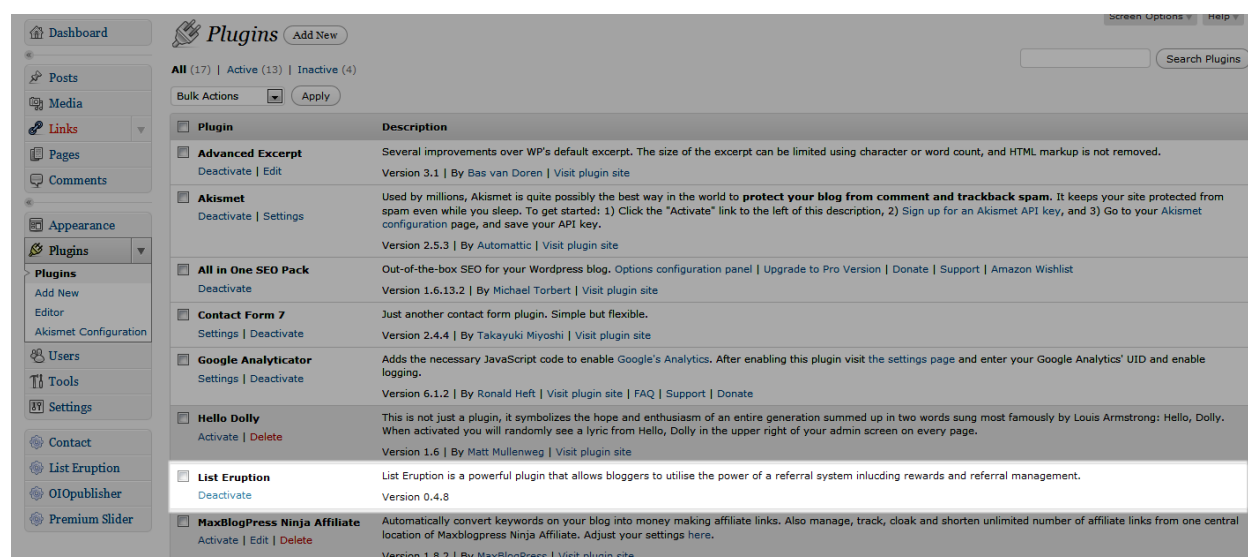 Screen Options Help
Dashboard
Plugins Add New
Search Plugins
All (17) | Active (13) | Inactive (4)
Posts
Bulk Actions Apply
Media
Links
Pages
Comments
Appearance
Plugins
Plugins
Add New
Editor
Akismet Configuration
Users
Tools
Settings
Contact
List Eruption
OIOpublisher
Premium Slider
Plugin Description
Advanced Excerpt
Deactivate | Edit
Several improvements over WP's default excerpt. The size of the excerpt can be limited using character or word count, and HTML markup is not removed.
Version 3.1 | By Bas van Doren | Visit plugin site
Akismet
Deactivate | Settings
Used by millions, Akismet is quite possibly the best way in the world to protect your blog from comment and trackback spam. It keeps your site protected from
spam even while you sleep. To get started: 1) Click the "Activate" link to the left of this description, 2) Sign up for an Akismet API key, and 3) Go to your Akismet
configuration page, and save your API key.
Version 2.5.3 | By Automattic | Visit plugin site
All in One SEO Pack
Deactivate
Out-of-the-box SEO for your Wordpress blog. Options configuration panel | Upgrade to Pro Version | Donate | Support | Amazon Wishlist
Version 1.6.13.2 | By Michael Torbert | Visit plugin site
Contact Form 7
Settings | Deactivate
Just another contact form plugin. Simple but flexible.
Version 2.4.4 | By Takayuki Miyoshi | Visit plugin site
Google Analyticator
Settings | Deactivate
Adds the necessary JavaScript code to enable Google's Analytics. After enabling this plugin visit the settings page and enter your Google Analytics' UID and enable
logging.
Version 6.1.2 | By Ronald Heft | Visit plugin site | FAQ | Support | Donate
Hello Dolly
Activate | Delete
This is not just a plugin, it symbolizes the hope and enthusiasm of an entire generation summed up in two words sung most famously by Louis Armstrong: Hello, Dolly.
When activated you will randomly see a lyric from Hello, Dolly in the upper right of your admin screen on every page.
Version 1.6 | By Matt Mullenweg | Visit plugin site
List Eruption
Deactivate
List Eruption is a powerful plugin that allows bloggers to utilise the power of a referral system inlucding rewards and referral management.
Version 0.4.8
MaxBlogPress Ninja Affiliate
Activate | Edit | Delete
Automatically convert keywords on your blog into money making affiliate links. Also manage, track, cloak and shorten unlimited number of affiliate links from one central
location of Maxblogpress Ninja Affiliate. Adjust your settings here.
Version 1.8.2 | By MaxBlogPress | Visit plugin site